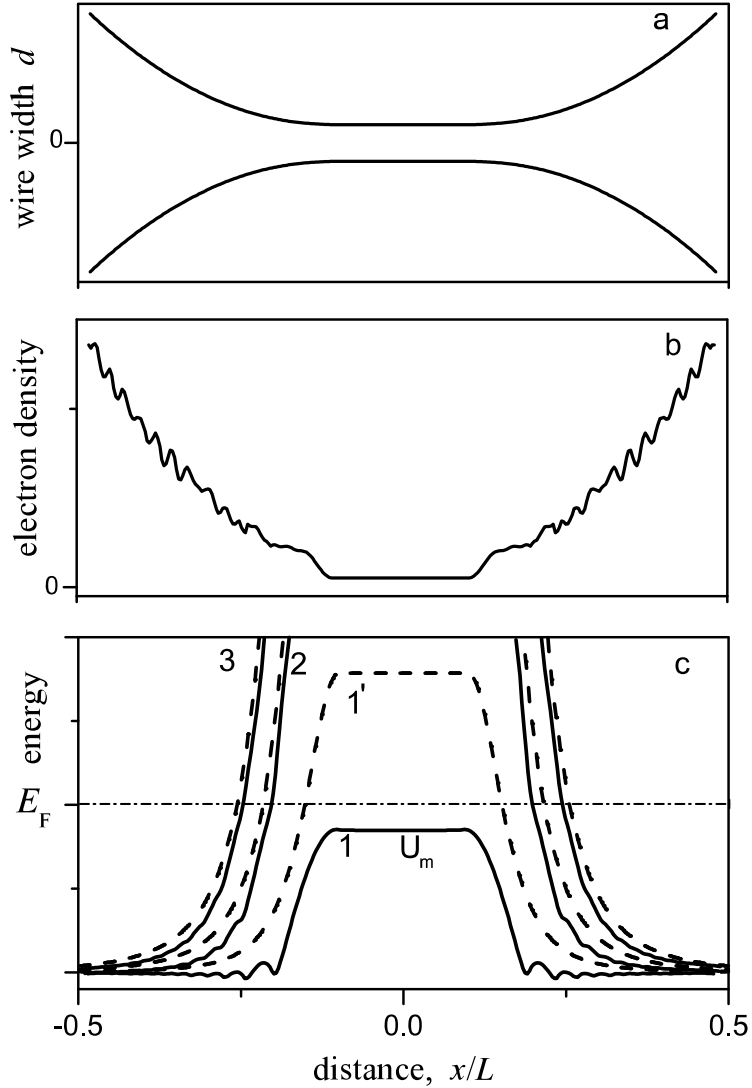 a
wire width d
0
b
electron density
0
3
2
c
1'
energy
E_F
1
U_m
-0.5
0.0
0.5
distance, x/L